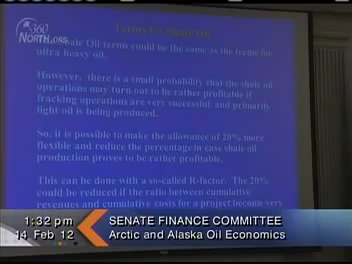 360
NORTH.ORG
Terms for Shale Oil
The Shale Oil terms could be the same as the terms for
ultra heavy oil.
However, there is a small probability that the shale oil
operations may turn out to be rather profitable if
fracking operations are very successful and primarily
light oil is being produced.
So, it is possible to make the allowance of 20% more
flexible and reduce the percentage in case shale oil
production proves to be rather profitable.
This can be done with a so-called R-factor. The 20%
could be reduced if the ratio between cumulative
revenues and cumulative costs for a project become very
1:32 pm
14 Feb 12
SENATE FINANCE COMMITTEE
Arctic and Alaska Oil Economics